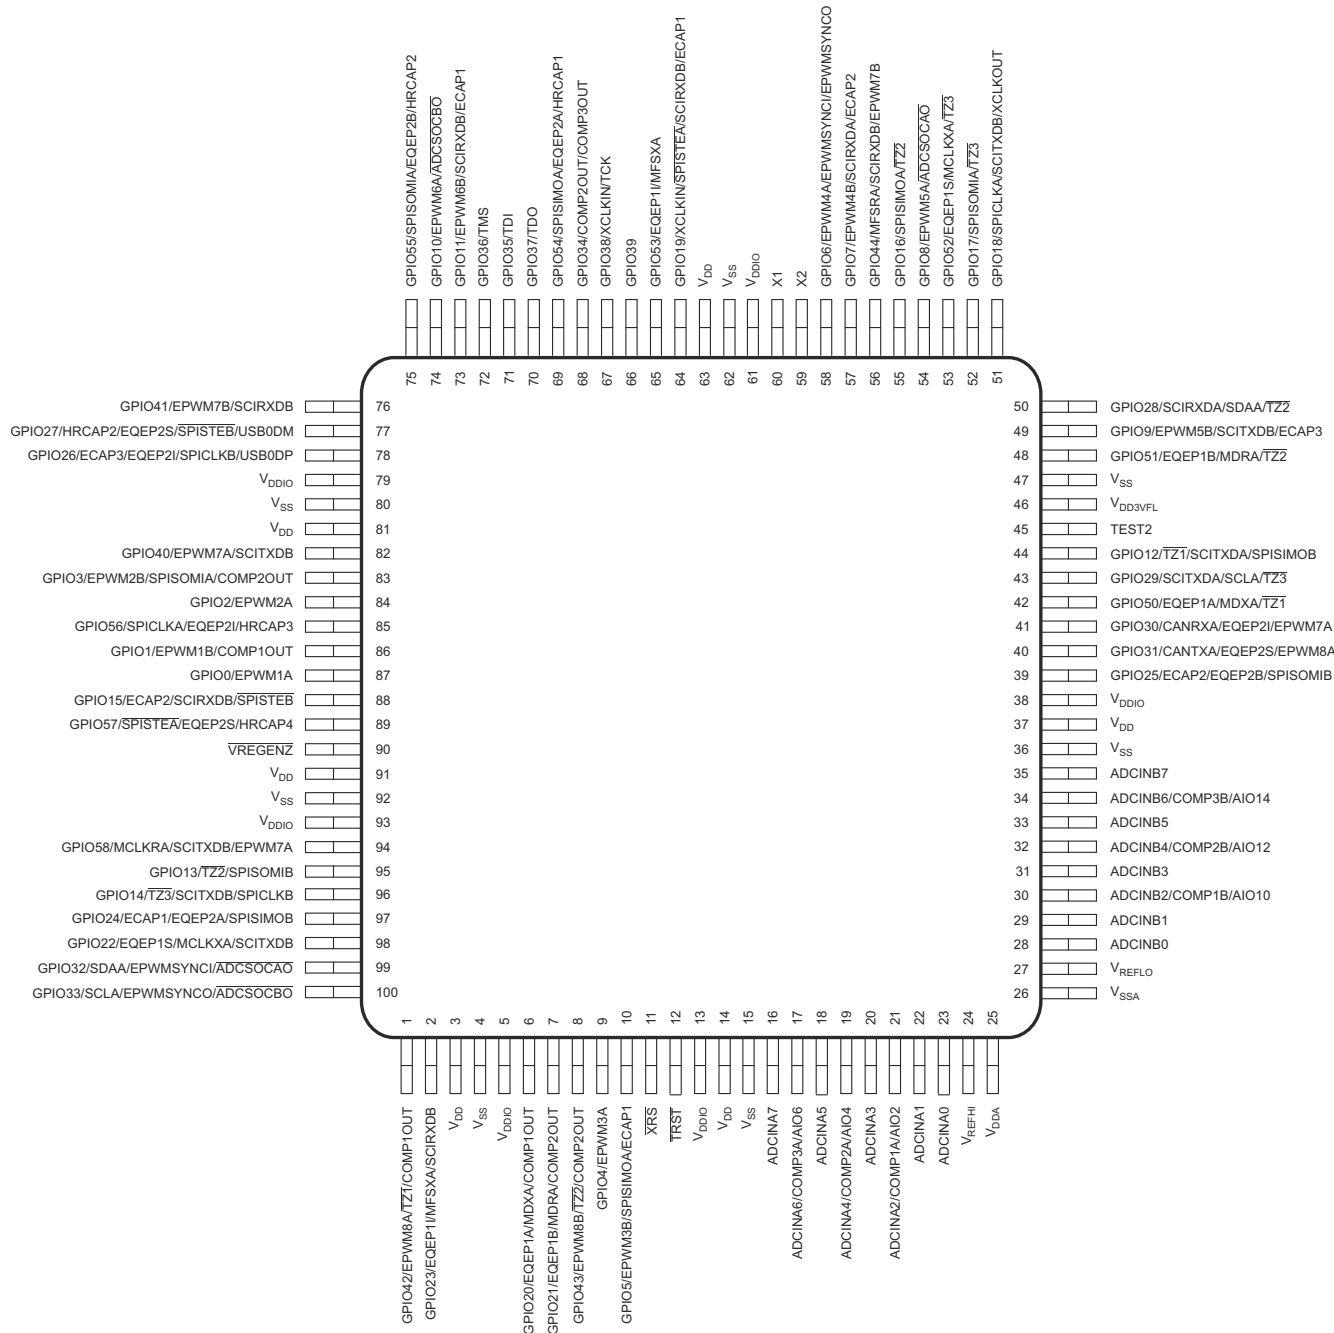 GPIO55/SPISOMIA/EQEP2B/HRCAP2
GPIO10/EPWM6A/ADCSOCBO
GPIO11/EPWM6B/SCIRXDB/ECAP1
GPIO36/TMS
GPIO35/TDI
GPIO37/TDO
GPIO54/SPISIMOA/EQEP2A/HRCAP1
GPIO34/COMP2OUT/COMP3OUT
GPIO38/XCLKIN/TCK
GPIO39
GPIO53/EQEP1I/MFSXA
GPIO19/XCLKIN/SPISTEA/SCIRXDB/ECAP1
VDD
VSS
VDDIO
X1
X2
GPIO6/EPWM4A/EPWMSYNCI/EPWMSYNCO
GPIO7/EPWM4B/SCIRXDA/ECAP2
GPIO44/MFSRA/SCIRXDB/EPWM7B
GPIO16/SPISIMOA/TZ2
GPIO8/EPWM5A/ADCSOCAO
GPIO52/EQEP1S/MCLKXA/TZ3
GPIO17/SPISOMIA/TZ3
GPIO18/SPICLKA/SCITXDB/XCLKOUT
75
74
73
72
71
70
69
68
67
66
65
64
63
62
61
60
59
58
57
56
55
54
53
52
51
GPIO41/EPWM7B/SCIRXDB 76
GPIO27/HRCAP2/EQEP2S/SPISTEB/USB0DM 77
GPIO26/ECAP3/EQEP2I/SPICLKB/USB0DP 78
VDDIO 79
VSS 80
VDD 81
GPIO40/EPWM7A/SCITXDB 82
GPIO3/EPWM2B/SPISOMIA/COMP2OUT 83
GPIO2/EPWM2A 84
GPIO56/SPICLKA/EQEP2I/HRCAP3 85
GPIO1/EPWM1B/COMP1OUT 86
GPIO0/EPWM1A 87
GPIO15/ECAP2/SCIRXDB/SPISTEB 88
GPIO57/SPISTEA/EQEP2S/HRCAP4 89
VREGENZ 90
VDD 91
VSS 92
VDDIO 93
GPIO58/MCLKRA/SCITXDB/EPWM7A 94
GPIO13/TZ2/SPISOMIB 95
GPIO14/TZ3/SCITXDB/SPICLKB 96
GPIO24/ECAP1/EQEP2A/SPISIMOB 97
GPIO22/EQEP1S/MCLKXA/SCITXDB 98
GPIO32/SDAA/EPWMSYNCI/ADCSOCAO 99
GPIO33/SCLA/EPWMSYNCO/ADCSOCBO 100
50 GPIO28/SCIRXDA/SDAA/TZ2
49 GPIO9/EPWM5B/SCITXDB/ECAP3
48 GPIO51/EQEP1B/MDRA/TZ2
47 VSS
46 VDD3VFL
45 TEST2
44 GPIO12/TZ1/SCITXDA/SPISIMOB
43 GPIO29/SCITXDA/SCLA/TZ3
42 GPIO50/EQEP1A/MDXA/TZ1
41 GPIO30/CANRXA/EQEP2I/EPWM7A
40 GPIO31/CANTXA/EQEP2S/EPWM8A
39 GPIO25/ECAP2/EQEP2B/SPISOMIB
38 VDDIO
37 VDD
36 VSS
35 ADCINB7
34 ADCINB6/COMP3B/AIO14
33 ADCINB5
32 ADCINB4/COMP2B/AIO12
31 ADCINB3
30 ADCINB2/COMP1B/AIO10
29 ADCINB1
28 ADCINB0
27 VREFLO
26 VSSA
1
2
3
4
5
6
7
8
9
10
11
12
13
14
15
16
17
18
19
20
21
22
23
24
25
GPIO42/EPWM8A/TZ1/COMP1OUT
GPIO23/EQEP1I/MFSXA/SCIRXDB
VDD
VSS
VDDIO
GPIO20/EQEP1A/MDXA/COMP1OUT
GPIO21/EQEP1B/MDRA/COMP2OUT
GPIO43/EPWM8B/TZ2/COMP2OUT
GPIO4/EPWM3A
GPIO5/EPWM3B/SPISIMOA/ECAP1
XRS
TRST
VDDIO
VDD
VSS
ADCINA7
ADCINA6/COMP3A/AIO6
ADCINA5
ADCINA4/COMP2A/AIO4
ADCINA3
ADCINA2/COMP1A/AIO2
ADCINA1
ADCINA0
VREFHI
VDDA